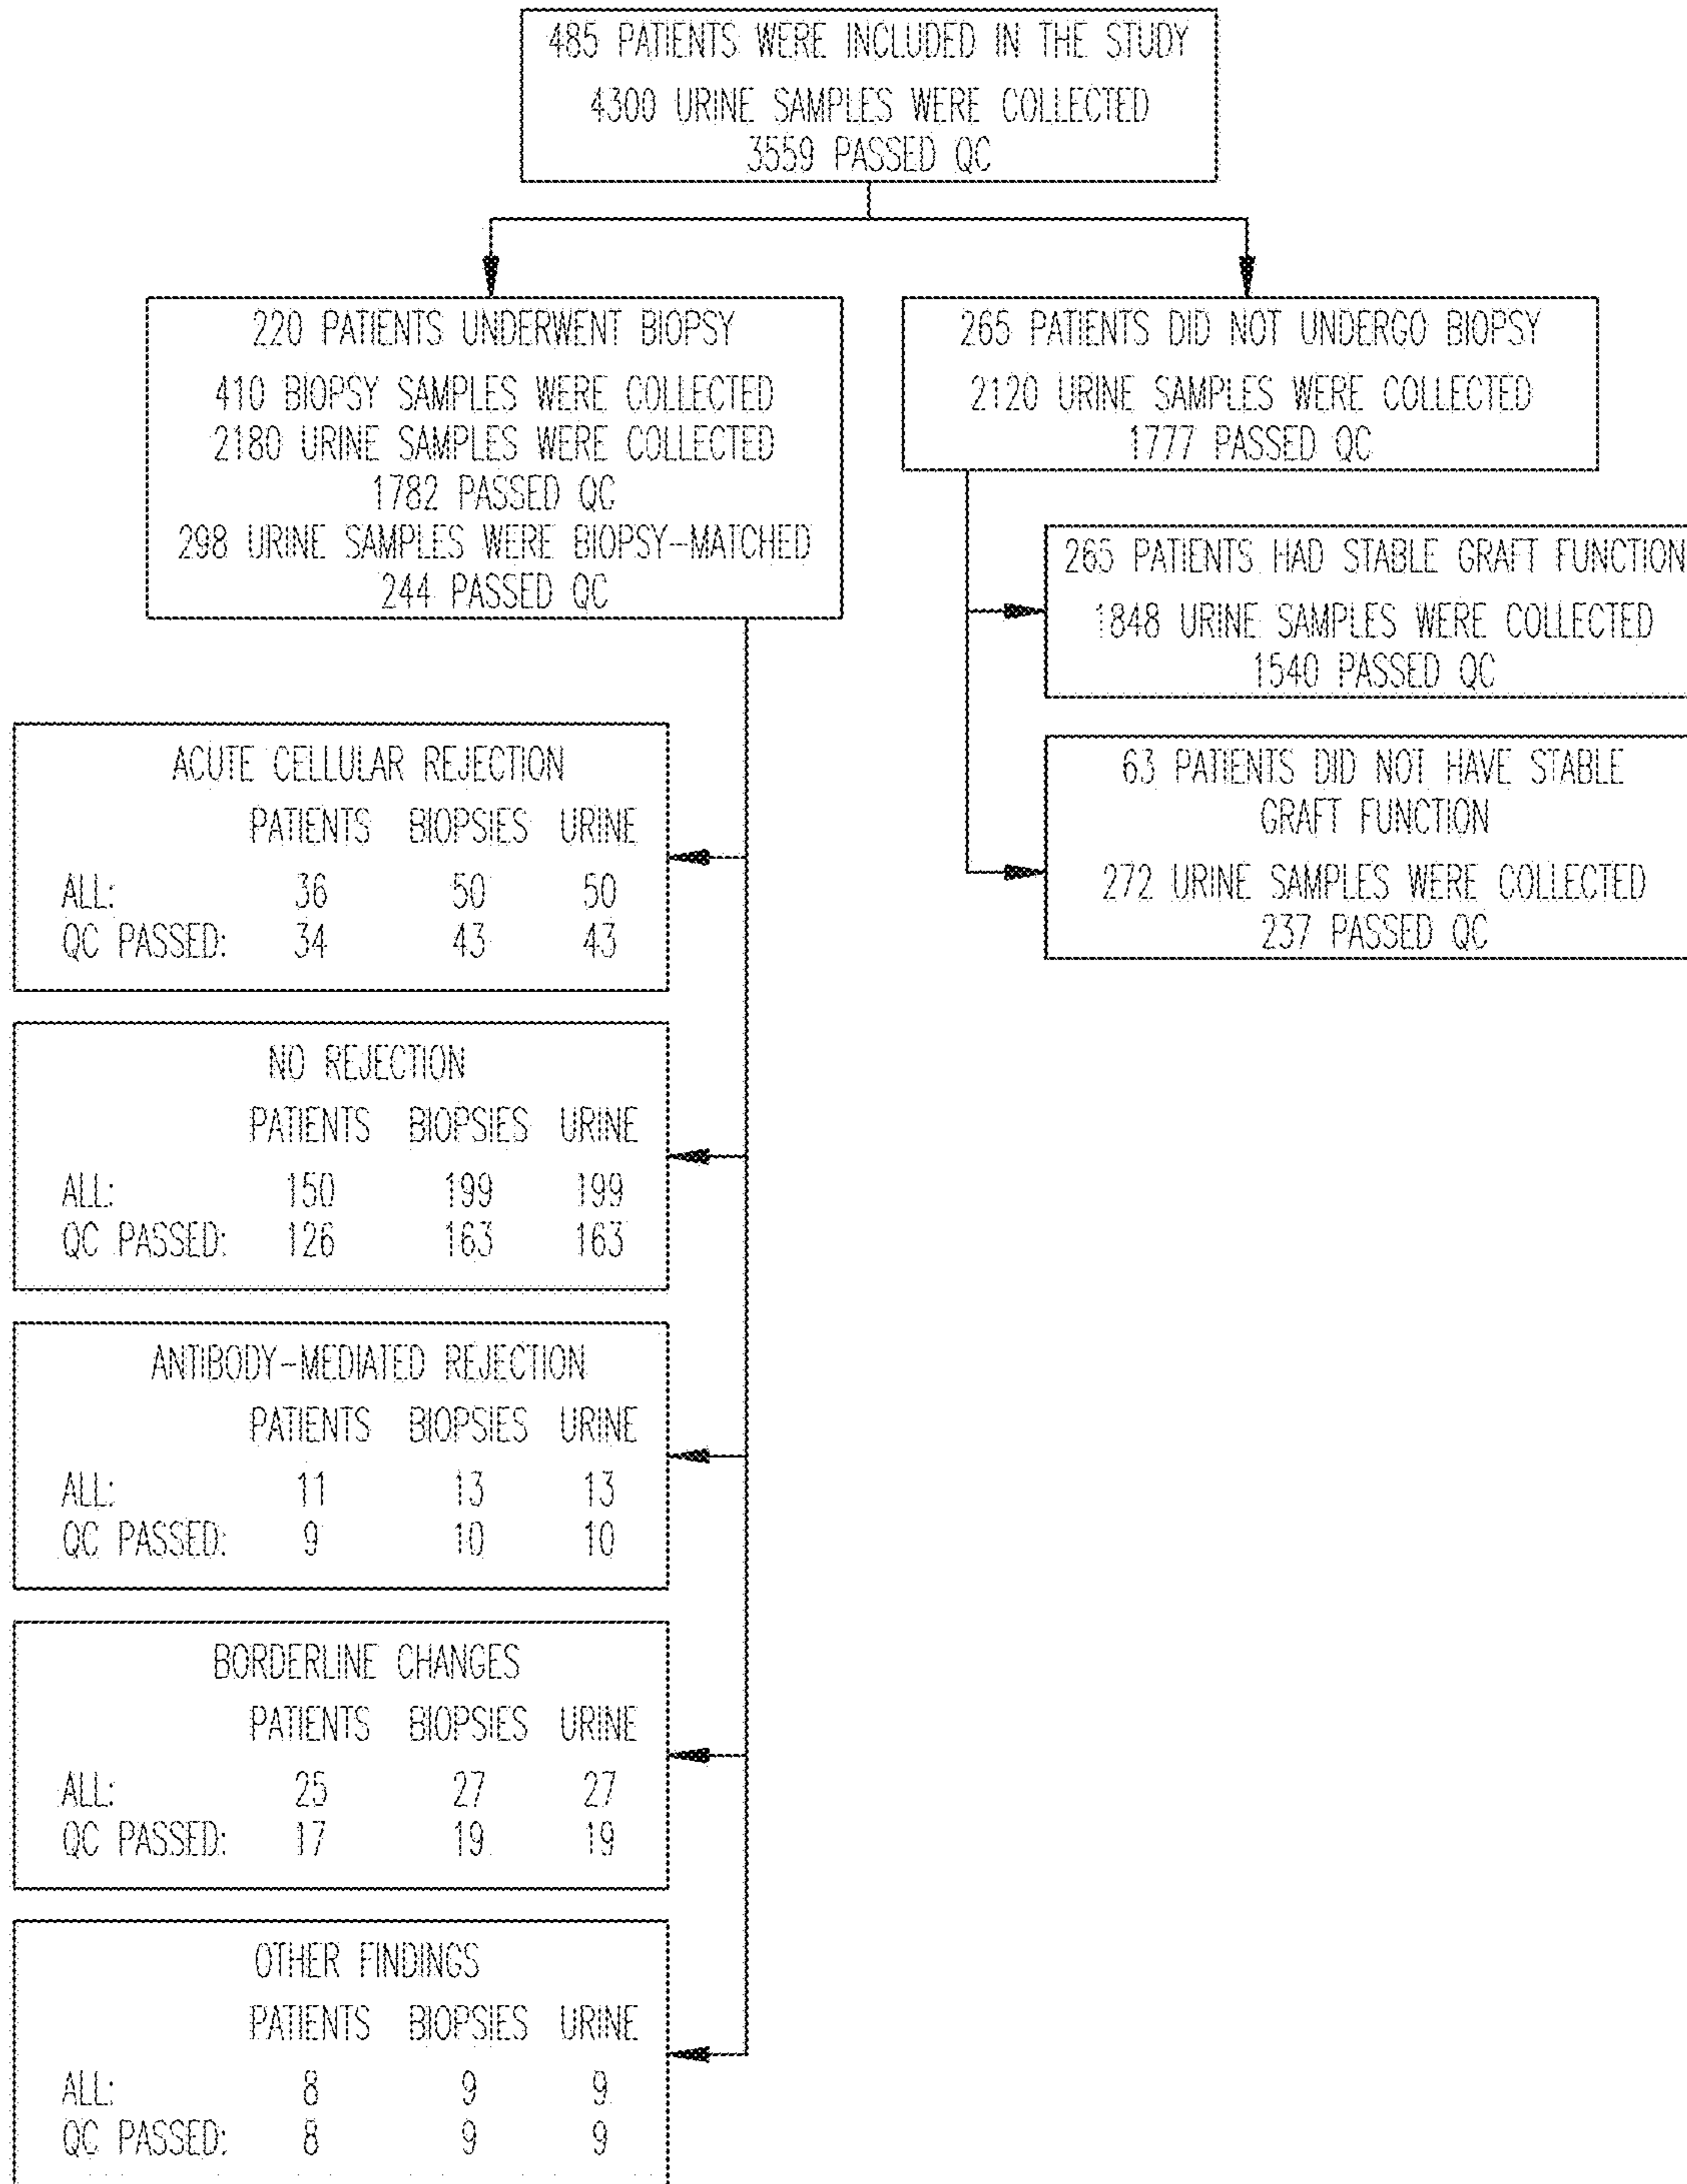 485 PATIENTS WERE INCLUDED IN THE STUDY
4300 URINE SAMPLES WERE COLLECTED
3559 PASSED QC
220 PATIENTS UNDERWENT BIOPSY
410 BIOPSY SAMPLES WERE COLLECTED
2180 URINE SAMPLES WERE COLLECTED
1782 PASSED QC
298 URINE SAMPLES WERE BIOPSY-MATCHED
244 PASSED QC
265 PATIENTS DID NOT UNDERGO BIOPSY
2120 URINE SAMPLES WERE COLLECTED
1777 PASSED QC
265 PATIENTS HAD STABLE GRAFT FUNCTION
1848 URINE SAMPLES WERE COLLECTED
1540 PASSED QC
63 PATIENTS DID NOT HAVE STABLE
GRAFT FUNCTION
272 URINE SAMPLES WERE COLLECTED
237 PASSED QC
ACUTE CELLULAR REJECTION
PATIENTS BIOPSIES URINE
ALL: 36 50 50
QC PASSED: 34 43 43
NO REJECTION
PATIENTS BIOPSIES URINE
ALL: 150 199 199
QC PASSED: 126 163 163
ANTIBODY-MEDIATED REJECTION
PATIENTS BIOPSIES URINE
ALL: 11 13 13
QC PASSED: 9 10 10
BORDERLINE CHANGES
PATIENTS BIOPSIES URINE
ALL: 25 27 27
QC PASSED: 17 19 19
OTHER FINDINGS
PATIENTS BIOPSIES URINE
ALL: 8 9 9
QC PASSED: 8 9 9